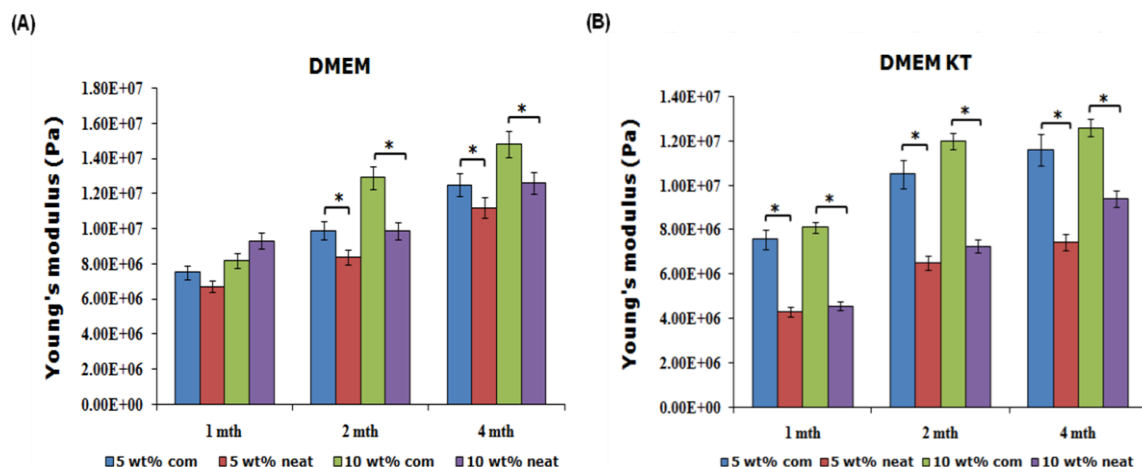 (A)
DMEM
Young's modulus (Pa)
1.80E+07
1.60E+07
1.40E+07
1.20E+07
1.00E+07
8.00E+06
6.00E+06
4.00E+06
2.00E+06
0.00E+00
* * * *
1 mth 2 mth 4 mth
5 wt% com 5 wt% neat 10 wt% com 10 wt% neat
(B)
DMEM KT
Young's modulus (Pa)
1.40E+07
1.20E+07
1.00E+07
8.00E+06
6.00E+06
4.00E+06
2.00E+06
0.00E+00
* * * * * *
1 mth 2 mth 4 mth
5 wt% com 5 wt% neat 10 wt% com 10 wt% neat